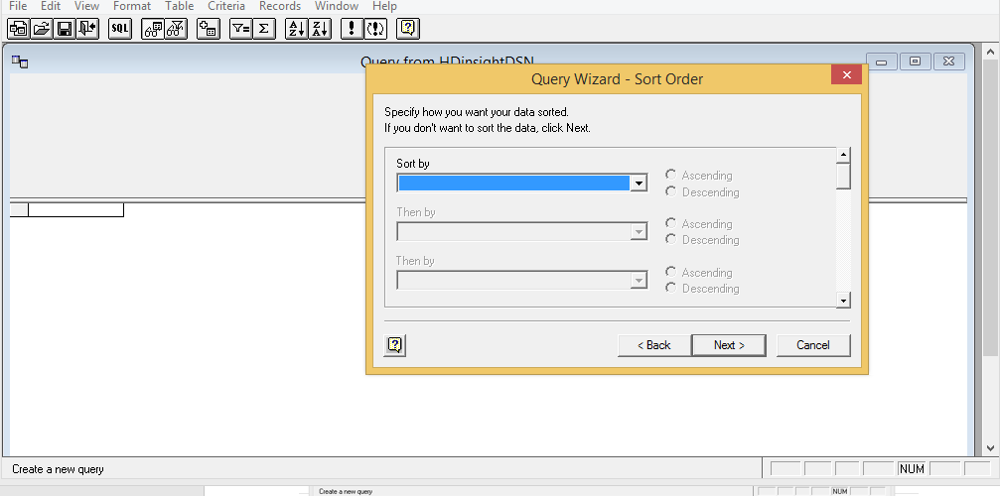 File Edit View Format Table Criteria Records Window Help
SQL
Query from HDinsightDSN
Query Wizard - Sort Order
Specify how you want your data sorted.
If you don't want to sort the data, click Next.
Sort by
Ascending
Descending
Then by
Ascending
Descending
Then by
Ascending
Descending
< Back Next > Cancel
Create a new query NUM
Create a new query NUM